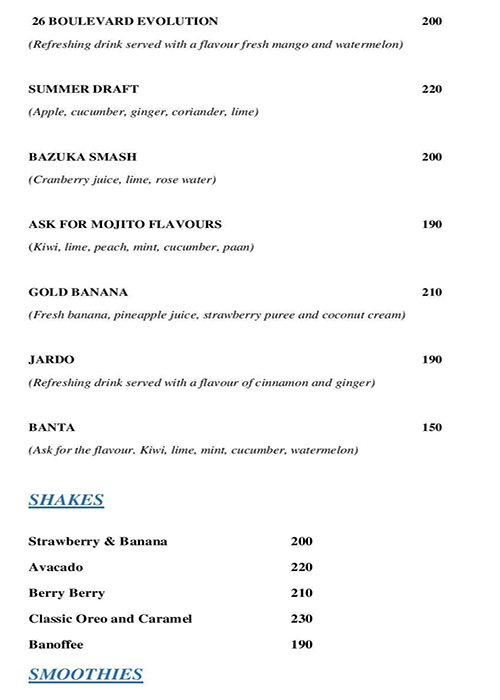 26 BOULEVARD EVOLUTION 200
(Refreshing drink served with a flavour fresh mango and watermelon)
SUMMER DRAFT 220
(Apple, cucumber, ginger, coriander, lime)
BAZUKA SMASH 200
(Cranberry juice, lime, rose water)
ASK FOR MOJITO FLAVOURS 190
(Kiwi, lime, peach, mint, cucumber, paan)
GOLD BANANA 210
(Fresh banana, pineapple juice, strawberry puree and coconut cream)
JARDO 190
(Refreshing drink served with a flavour of cinnamon and ginger)
BANTA 150
(Ask for the flavour. Kiwi, lime, mint, cucumber, watermelon)
SHAKES
Strawberry & Banana 200
Avacado 220
Berry Berry 210
Classic Oreo and Caramel 230
Banoffee 190
SMOOTHIES